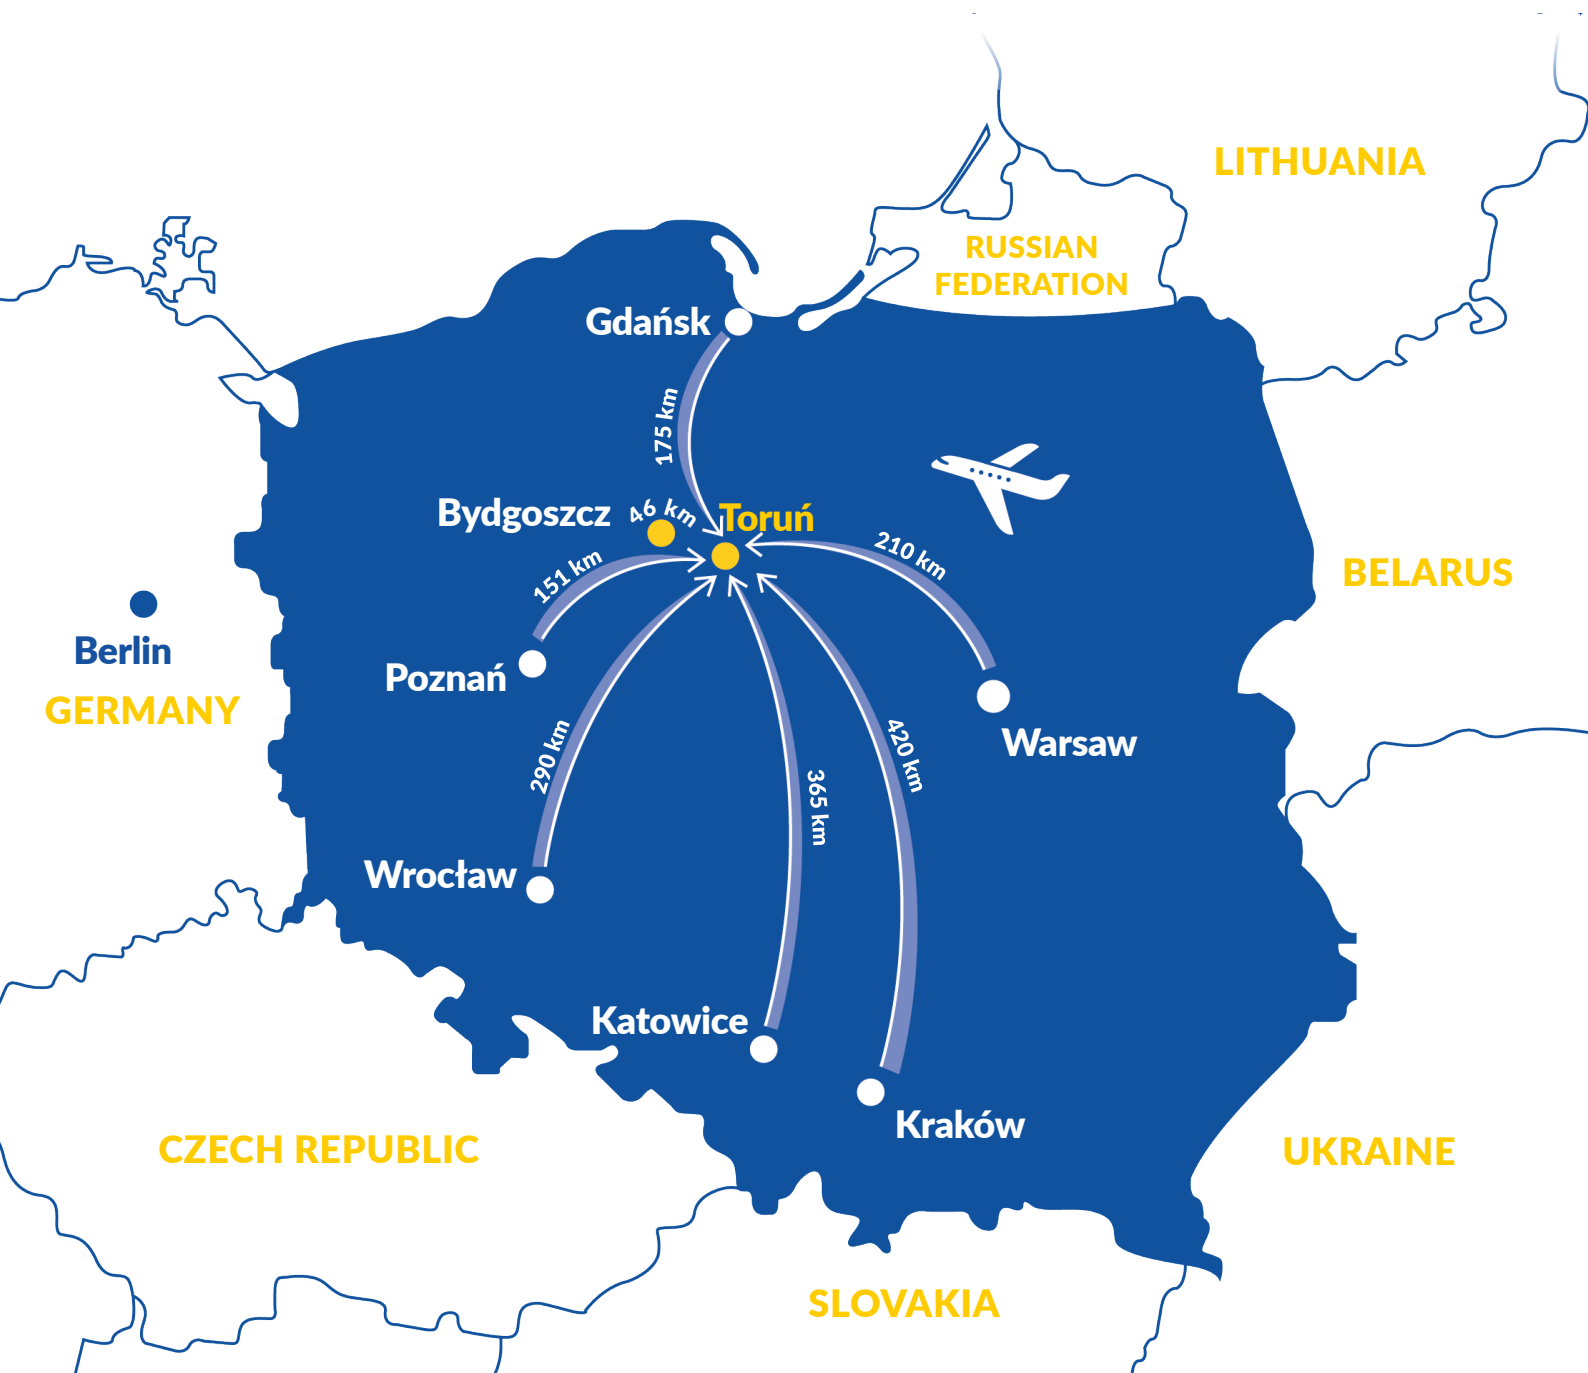 LITHUANIA
RUSSIAN
FEDERATION
Gdańsk
175 km
Bydgoszcz
46 km
Toruń
210 km
151 km
BELARUS
Berlin
GERMANY
Poznań
Warsaw
290 km
420 km
365 km
Wrocław
Katowice
Kraków
CZECH REPUBLIC
UKRAINE
SLOVAKIA